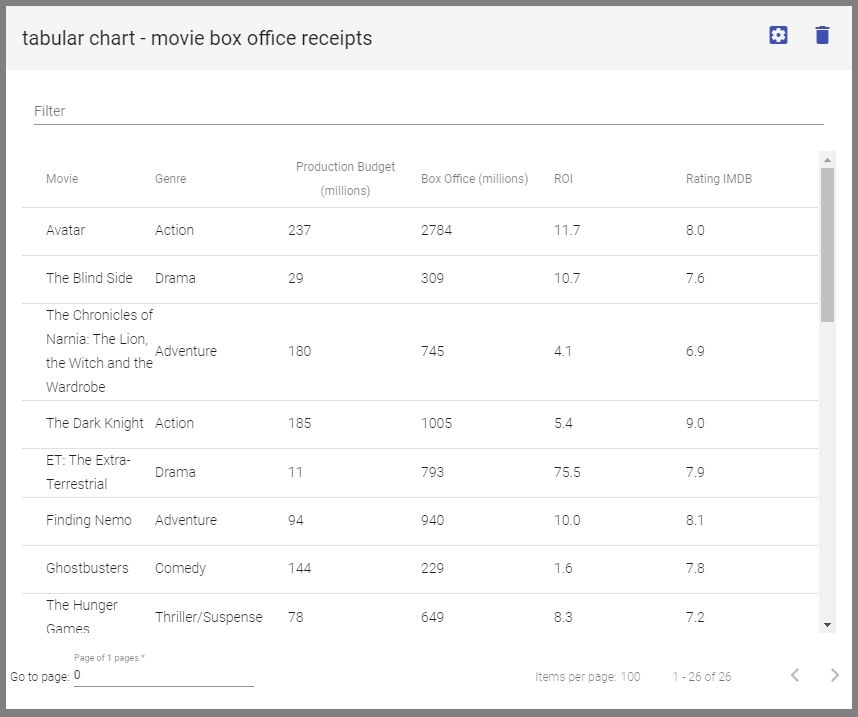 tabular chart - movie box office receipts
Filter
Movie Genre Production Budget (millions) Box Office (millions) ROI Rating IMDB
Avatar Action 237 2784 11.7 8.0
The Blind Side Drama 29 309 10.7 7.6
The Chronicles of
Narnia: The Lion,
the Witch and the
Wardrobe
Adventure 180 745 4.1 6.9
The Dark Knight Action 185 1005 5.4 9.0
ET: The Extra-
Terrestrial
Drama 11 793 75.5 7.9
Finding Nemo Adventure 94 940 10.0 8.1
Ghostbusters Comedy 144 229 1.6 7.8
The Hunger
Games
Thriller/Suspense 78 649 8.3 7.2
Page of 1 pages *
Go to page: 0
Items per page: 100 1 - 26 of 26